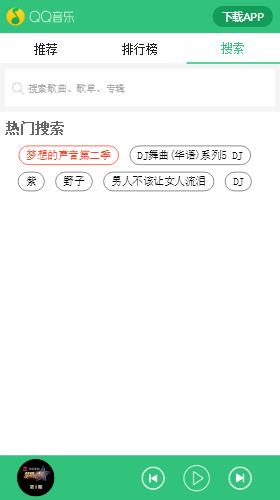 QQ音乐 下载APP
推荐 排行榜 搜索
搜索歌曲、歌单、专辑
热门搜索
梦想的声音第二季 DJ舞曲(华语)系列5 DJ
紫 野子 男人不该让女人流泪 DJ